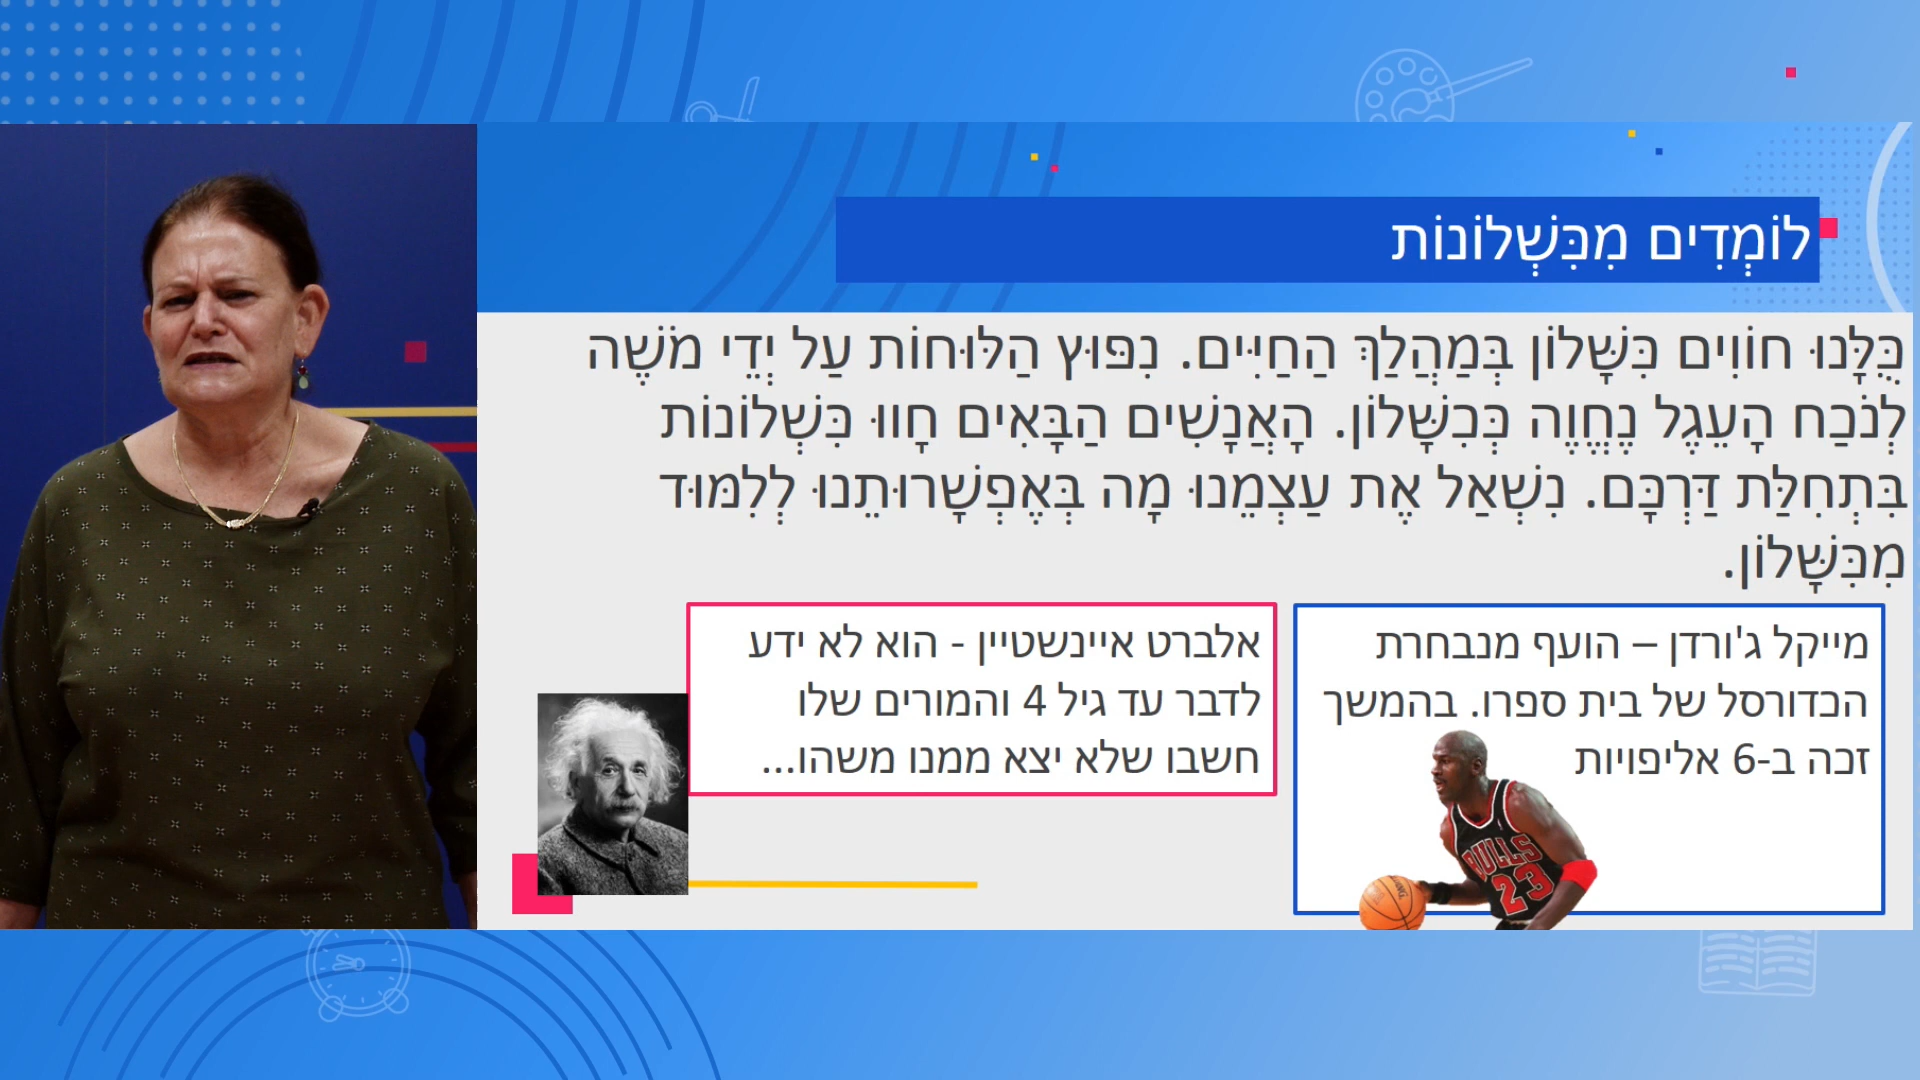 לוֹמְדִים מִכִּשְׁלוֹנוֹת
כֻּלָּנוּ חוֹוִים כִּשָּׁלוֹן בְּמַהֲלַךְ הַחַיִּים. נִפּוּץ הַלּוּחוֹת עַל יְדֵי מֹשֶׁה
לְנֹכַח הָעֵגֶל נֶחֱוֶה כְּכִשָּׁלוֹן. הָאֲנָשִׁים הַבָּאִים חָווּ כִּשְׁלוֹנוֹת
בִּתְחִלַּת דַּרְכָּם. נִשְׁאַל אֶת עַצְמֵנוּ מָה בְּאֶפְשָׁרוּתֵנוּ לְלִמּוּד
מִכִּשָּׁלוֹן.
מייקל ג'ורדן – הועף מנבחרת
הכדורסל של בית ספרו. בהמשך
זכה ב-6 אליפויות
אלברט איינשטיין - הוא לא ידע
לדבר עד גיל 4 והמורים שלו
חשבו שלא יצא ממנו משהו...
BULLS
23